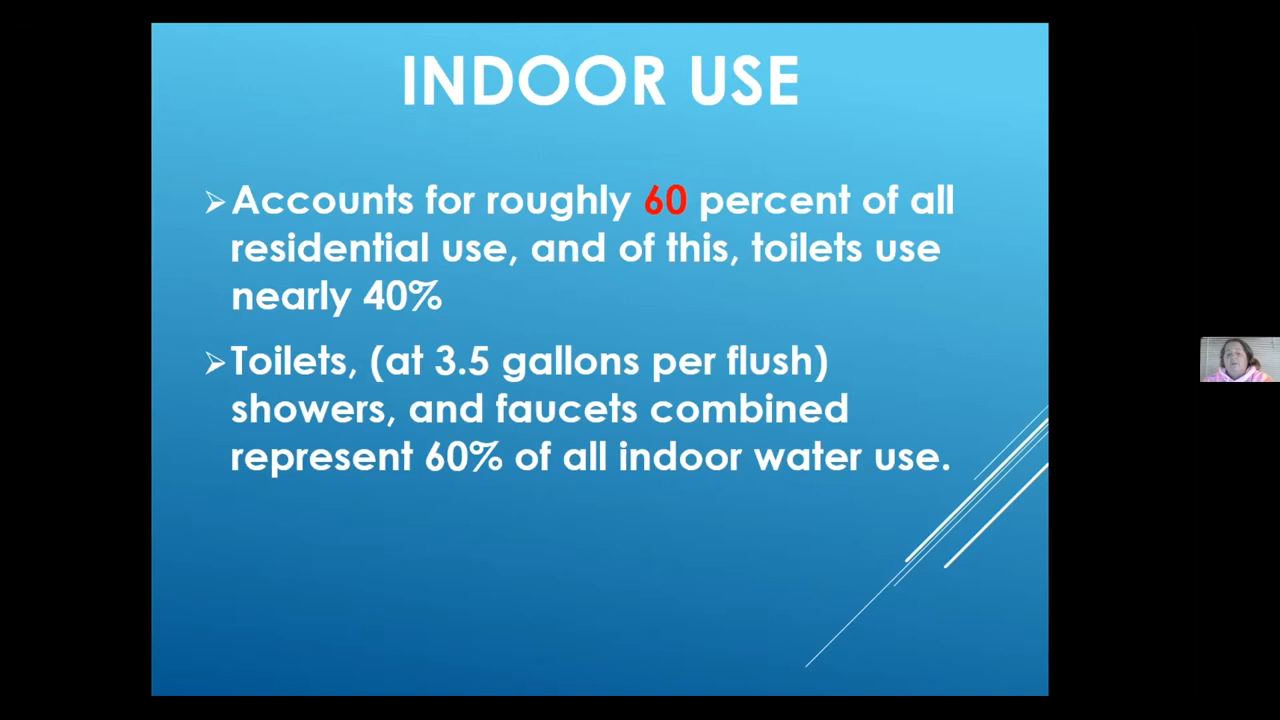 INDOOR USE
Accounts for roughly 60 percent of all
residential use, and of this, toilets use
nearly 40%
Toilets, (at 3.5 gallons per flush)
showers, and faucets combined
represent 60% of all indoor water use.